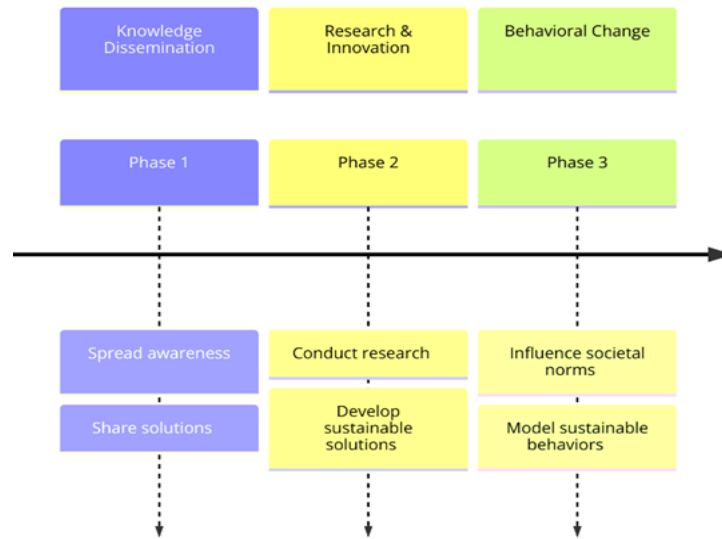 Knowledge
Dissemination
Research &
Innovation
Behavioral Change
Phase 1
Phase 2
Phase 3
Spread awareness
Share solutions
Conduct research
Develop
sustainable
solutions
Influence societal
norms
Model sustainable
behaviors